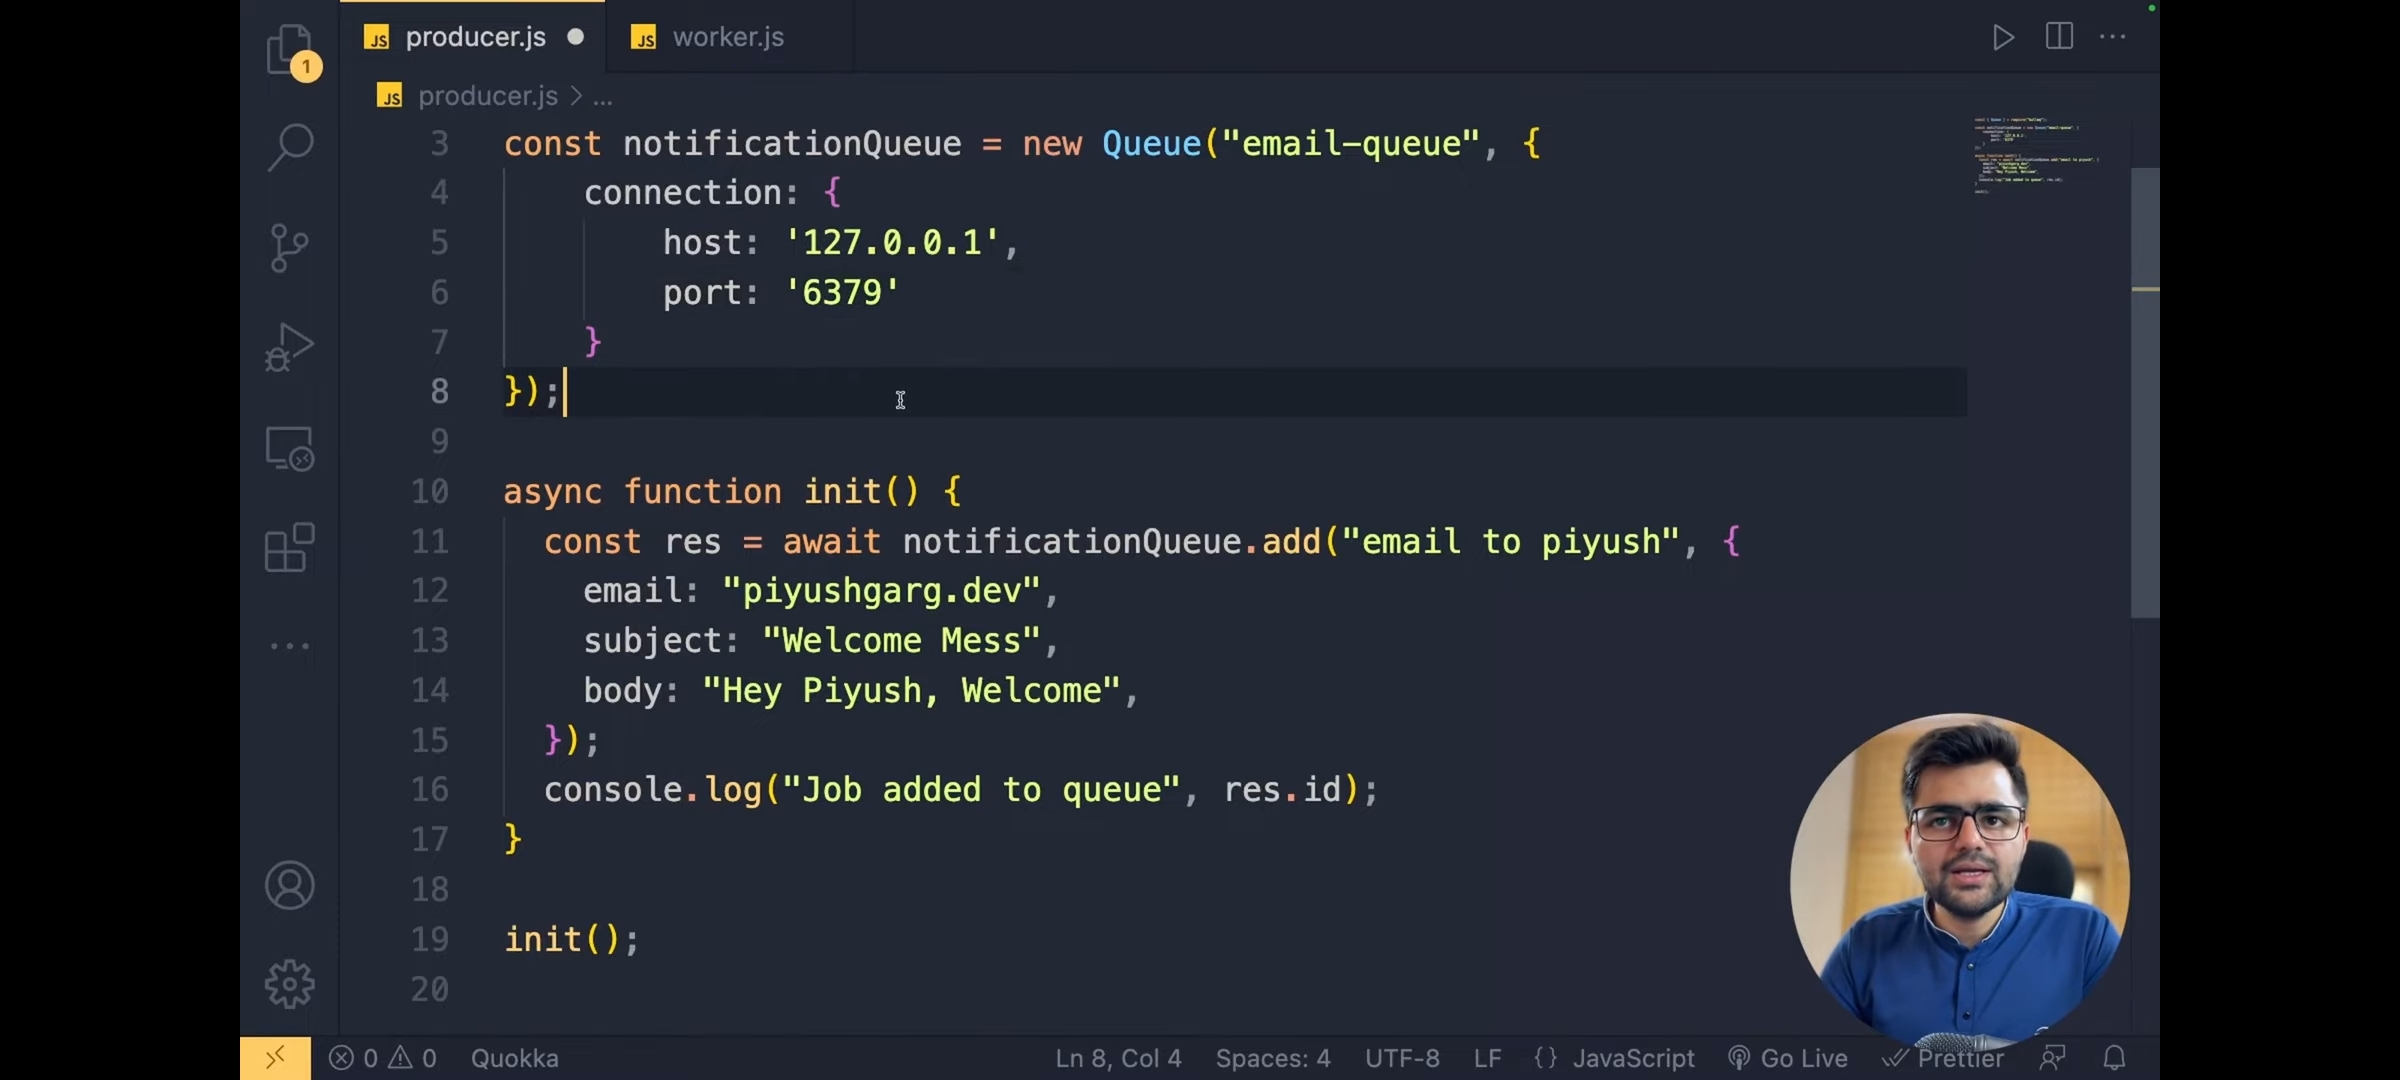 JS producer.js
JS worker.js
1
JS producer.js > ...
3 const notificationQueue = new Queue("email-queue", {
4 connection: {
5 host: '127.0.0.1',
6 port: '6379'
7 }
8 });
9
10 async function init() {
11 const res = await notificationQueue.add("email to piyush", {
12 email: "piyushgarg.dev",
13 subject: "Welcome Mess",
14 body: "Hey Piyush, Welcome",
15 });
16 console.log("Job added to queue", res.id);
17 }
18
19 init();
20
0 0 Quokka Ln 8, Col 4 Spaces: 4 UTF-8 LF {} JavaScript Go Live Prettier